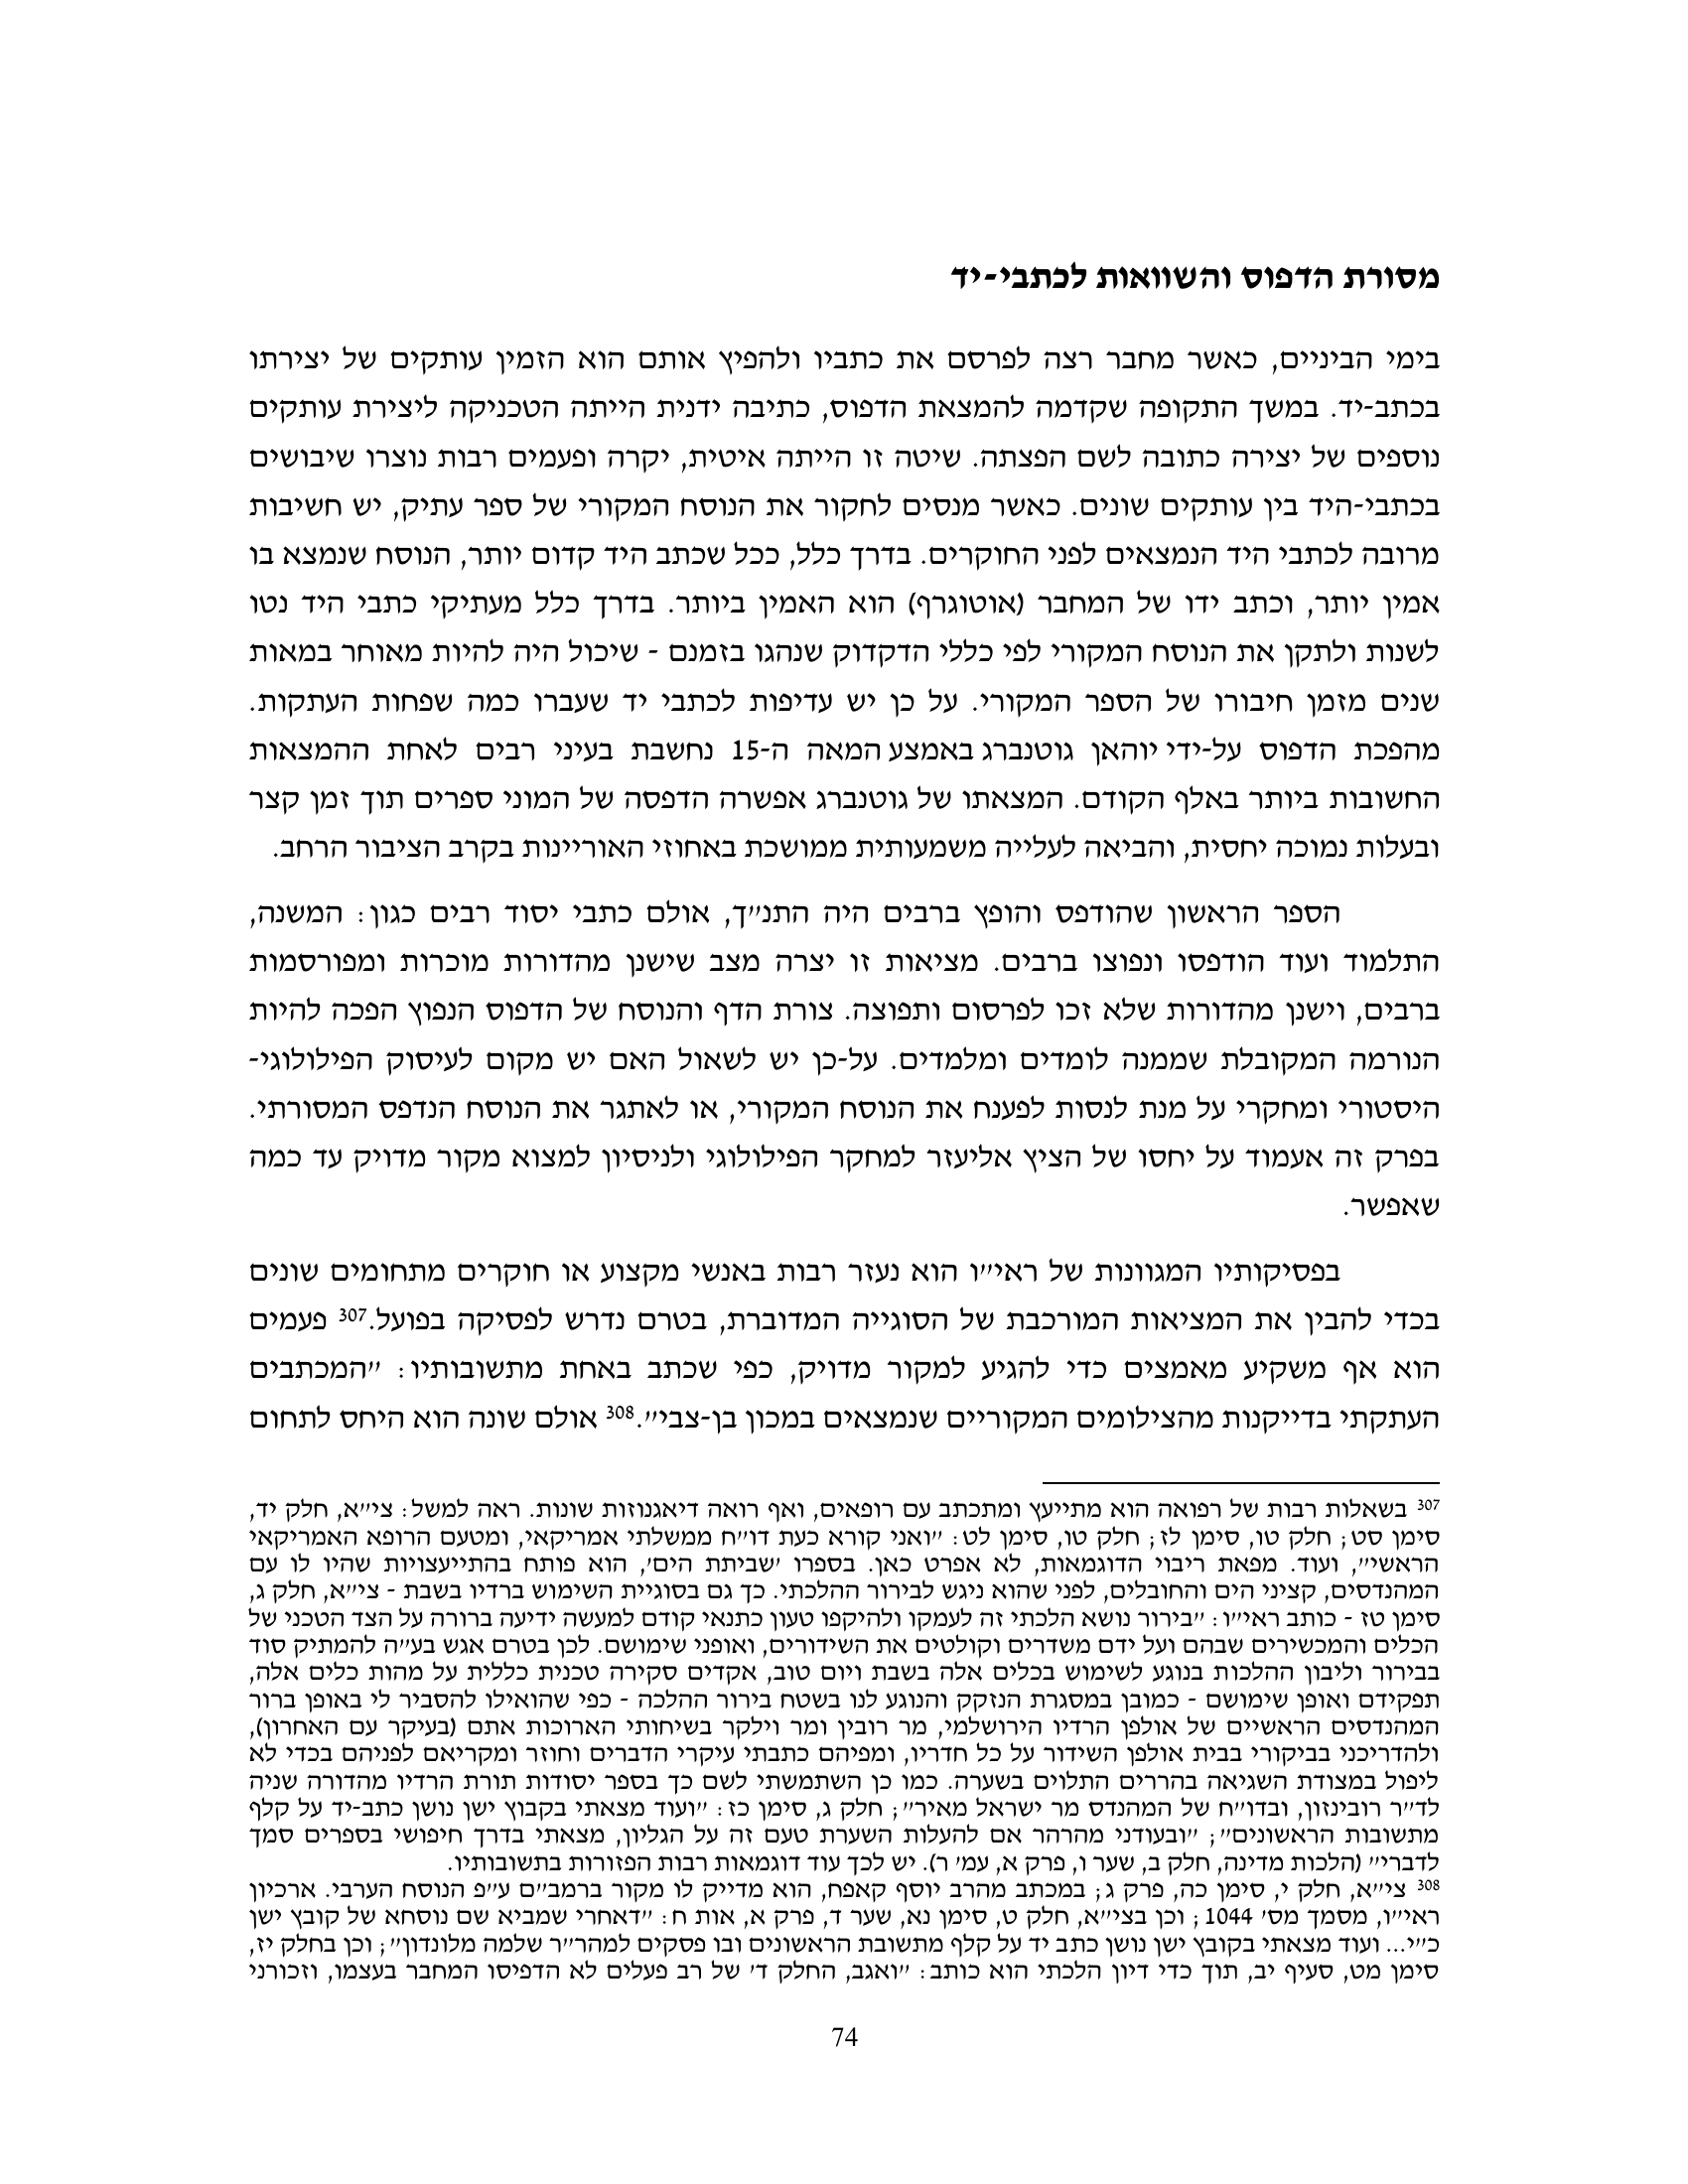 מסורת הדפוס והשוואות לכתבי-יד
בימי הביניים, כאשר מחבר רצה לפרסם את כתביו ולהפיץ אותם הוא הזמין עותקים של יצירתו
בכתב-יד. במשך התקופה שקדמה להמצאת הדפוס, כתיבה ידנית הייתה הטכניקה ליצירת עותקים
נוספים של יצירה כתובה לשם הפצתה. שיטה זו הייתה איטית, יקרה ופעמים רבות נוצרו שיבושים
בכתבי-היד בין עותקים שונים. כאשר מנסים לחקור את הנוסח המקורי של ספר עתיק, יש חשיבות
מרובה לכתבי היד הנמצאים לפני החוקרים. בדרך כלל, ככל שכתב היד קדום יותר, הנוסח שנמצא בו
אמין יותר, וכתב ידו של המחבר (אוטוגרף) הוא האמין ביותר. בדרך כלל מעתיקי כתבי היד נטו
לשנות ולתקן את הנוסח המקורי לפי כללי הדקדוק שנהגו בזמנם - שיכול היה להיות מאוחר במאות
שנים מזמן חיבורו של הספר המקורי. על כן יש עדיפות לכתבי יד שעברו כמה שפחות העתקות.
מהפכת הדפוס על-ידי יוהאן גוטנברג באמצע המאה ה-15 נחשבת בעיני רבים לאחת ההמצאות
החשובות ביותר באלף הקודם. המצאתו של גוטנברג אפשרה הדפסה של המוני ספרים תוך זמן קצר
ובעלות נמוכה יחסית, והביאה לעלייה משמעותית ממושכת באחוזי האוריינות בקרב הציבור הרחב.
הספר הראשון שהודפס והופץ ברבים היה התנ״ך, אולם כתבי יסוד רבים כגון: המשנה,
התלמוד ועוד הודפסו ונפוצו ברבים. מציאות זו יצרה מצב שישנן מהדורות מוכרות ומפורסמות
ברבים, וישנן מהדורות שלא זכו לפרסום ותפוצה. צורת הדף והנוסח של הדפוס הנפוץ הפכה להיות
הנורמה המקובלת שממנה לומדים ומלמדים. על-כן יש לשאול האם יש מקום לעיסוק הפילולוגי-
היסטורי ומחקרי על מנת לנסות לפענח את הנוסח המקורי, או לאתגר את הנוסח הנדפס המסורתי.
בפרק זה אעמוד על יחסו של הציץ אליעזר למחקר הפילולוגי ולניסיון למצוא מקור מדויק עד כמה
שאפשר.
בפסיקותיו המגוונות של ראי״ו הוא נעזר רבות באנשי מקצוע או חוקרים מתחומים שונים
בכדי להבין את המציאות המורכבת של הסוגייה המדוברת, בטרם נדרש לפסיקה בפועל.307 פעמים
הוא אף משקיע מאמצים כדי להגיע למקור מדויק, כפי שכתב באחת מתשובותיו: ״המכתבים
העתקתי בדייקנות מהצילומים המקוריים שנמצאים במכון בן-צבי״.308 אולם שונה הוא היחס לתחום
307 בשאלות רבות של רפואה הוא מתייעץ ומתכתב עם רופאים, ואף רואה דיאגנוזות שונות. ראה למשל: צי״א, חלק יד,
סימן סט; חלק טו, סימן לז; חלק טו, סימן לט: ״ואני קורא כעת דו״ח ממשלתי אמריקאי, ומטעם הרופא האמריקאי
הראשי״, ועוד. מפאת ריבוי הדוגמאות, לא אפרט כאן. בספרו ׳שביתת הים׳, הוא פותח בהתייעצויות שהיו לו עם
המהנדסים, קציני הים והחובלים, לפני שהוא ניגש לבירור ההלכתי. כך גם בסוגיית השימוש ברדיו בשבת - צי״א, חלק ג,
סימן טז - כותב ראי״ו: ״בירור נושא הלכתי זה לעמקו ולהיקפו טעון כתנאי קודם למעשה ידיעה ברורה על הצד הטכני של
הכלים והמכשירים שבהם ועל ידם משדרים וקולטים את השידורים, ואופני שימושם. לכן בטרם אגש בע״ה להמתיק סוד
בבירור וליבון ההלכות בנוגע לשימוש בכלים אלה בשבת ויום טוב, אקדים סקירה טכנית כללית על מהות כלים אלה,
תפקידם ואופן שימושם - כמובן במסגרת הנזקק והנוגע לנו בשטח בירור ההלכה - כפי שהואילו להסביר לי באופן ברור
המהנדסים הראשיים של אולפן הרדיו הירושלמי, מר רובין ומר וילקר בשיחותי הארוכות אתם (בעיקר עם האחרון),
ולהדריכני בביקורי בבית אולפן השידור על כל חדריו, ומפיהם כתבתי עיקרי הדברים וחוזר ומקריאם לפניהם בכדי לא
ליפול במצודת השגיאה בהררים התלוים בשערה. כמו כן השתמשתי לשם כך בספר יסודות תורת הרדיו מהדורה שניה
לד״ר רובינזון, ובדו״ח של המהנדס מר ישראל מאיר״; חלק ג, סימן כז: ״ועוד מצאתי בקבוץ ישן נושן כתב-יד על קלף
מתשובות הראשונים״; ״ובעודני מהרהר אם להעלות השערת טעם זה על הגליון, מצאתי בדרך חיפושי בספרים סמך
לדברי״ (הלכות מדינה, חלק ב, שער ו, פרק א, עמ׳ ר). יש לכך עוד דוגמאות רבות הפזורות בתשובותיו.
308 צי״א, חלק י, סימן כה, פרק ג; במכתב מהרב יוסף קאפח, הוא מדייק לו מקור ברמב״ם ע״פ הנוסח הערבי. ארכיון
ראי״ו, מסמך מס׳ 1044; וכן בצי״א, חלק ט, סימן נא, שער ד, פרק א, אות ח: ״דאחרי שמביא שם נוסחא של קובץ ישן
כ״י... ועוד מצאתי בקובץ ישן נושן כתב יד על קלף מתשובת הראשונים ובו פסקים למהר״ר שלמה מלונדון״; וכן בחלק יז,
סימן מט, סעיף יב, תוך כדי דיון הלכתי הוא כותב: ״ואגב, החלק ד׳ של רב פעלים לא הדפיסו המחבר בעצמו, וזכורני
74